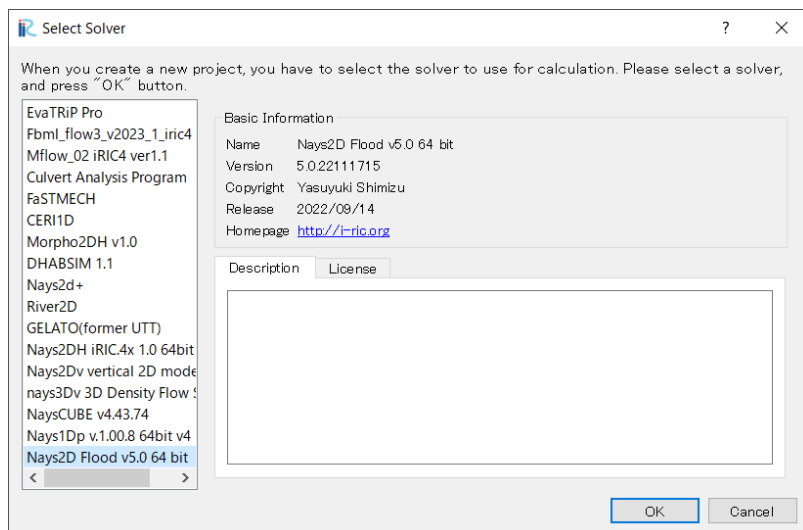 iRIC Select Solver ? ×
When you create a new project, you have to select the solver to use for calculation. Please select a solver,
and press "OK" button.
EvaTRiP Pro
Fbml_flow3_v2023_1_iric4
Mflow_02 iRIC4 ver1.1
Culvert Analysis Program
FaSTMECH
CERI1D
Morpho2DH v1.0
DHABSIM 1.1
Nays2d+
River2D
GELATO(former UTT)
Nays2DH iRIC.4x 1.0 64bit
Nays2Dv vertical 2D mode
nays3Dv 3D Density Flow S
NaysCUBE v4.43.74
Nays1Dp v.1.00.8 64bit v4
Nays2D Flood v5.0 64 bit
Basic Information
Name Nays2D Flood v5.0 64 bit
Version 5.0.22111715
Copyright Yasuyuki Shimizu
Release 2022/09/14
Homepage http://i-ric.org
Description License
OK Cancel